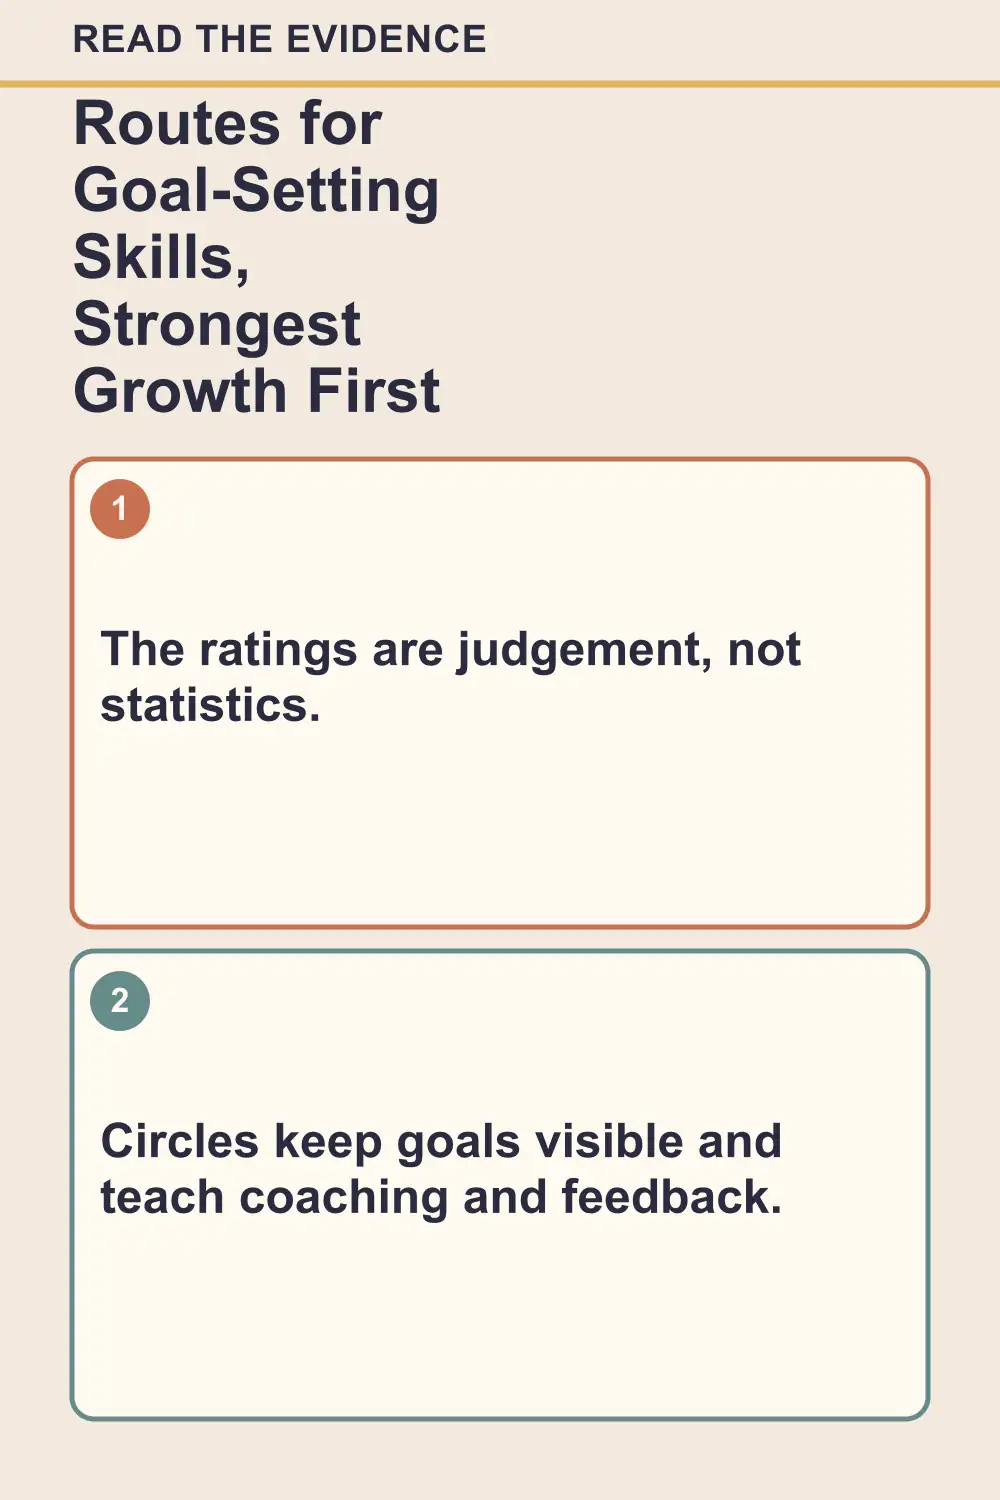 READ THE EVIDENCE
Routes for
Goal-Setting
Skills,
Strongest
Growth First
1
The ratings are judgement, not
statistics.
2
Circles keep goals visible and
teach coaching and feedback.